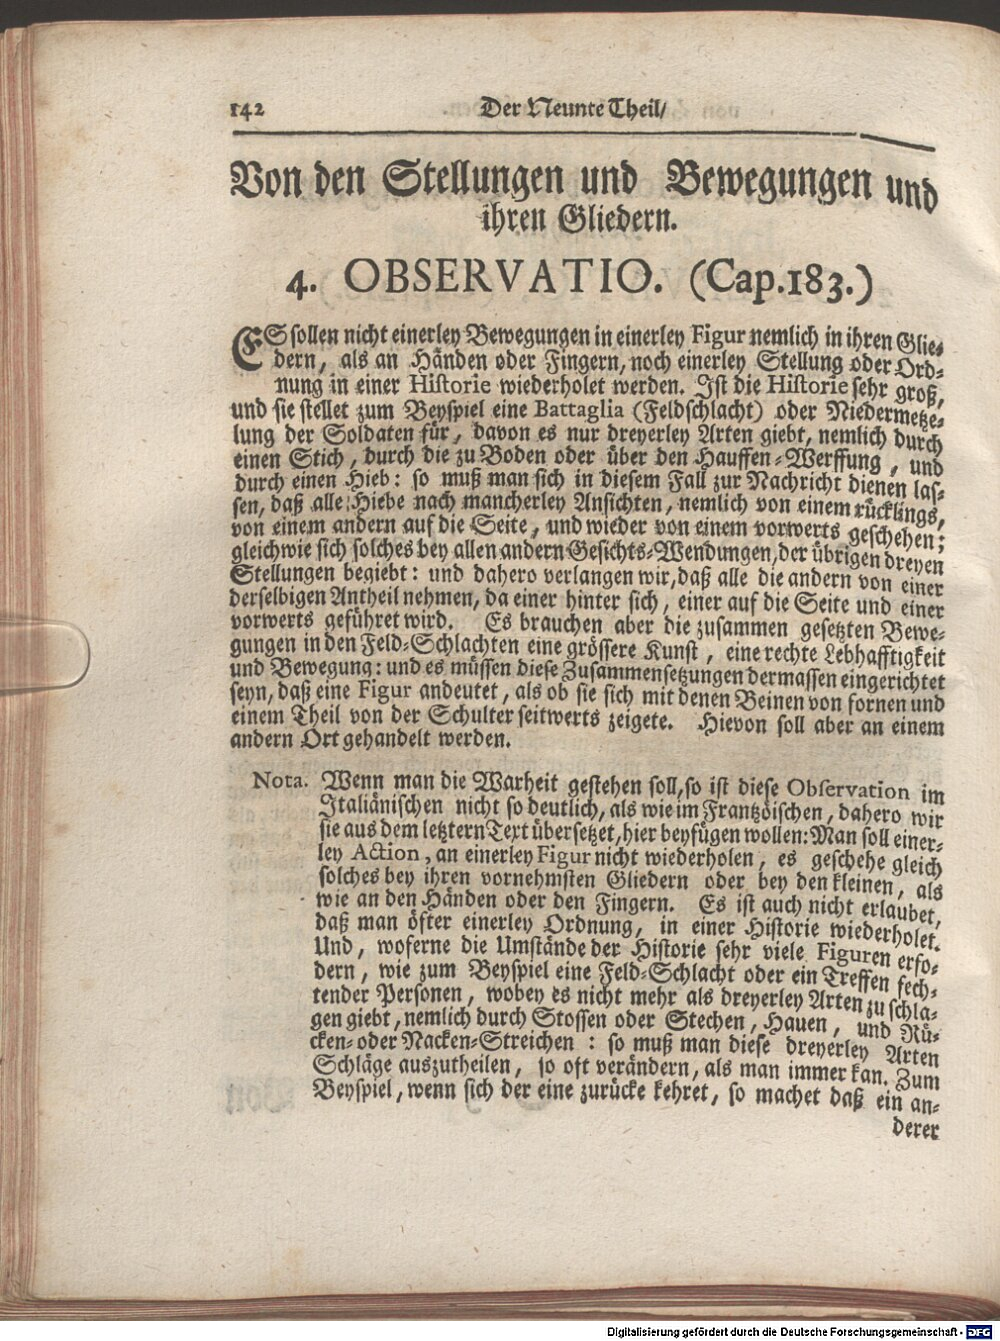 142 Der Neunte Theil/
Von den Stellungen und Bewegungen und
ihren Gliedern.
4. OBSERVATIO. (Cap.183.)
ES sollen nicht einerley Bewegungen in einerley Figur nemlich in ihren Glie-
dern, als an Händen oder Fingern, noch einerley Stellung oder Ord-
nung in einer Historie wiederholet werden. Ist die Historie sehr groß,
und sie stellet zum Beyspiel eine Battaglia (Feldschlacht) oder Niedermetze-
lung der Soldaten für, davon es nur dreyerley Arten giebt, nemlich durch
einen Stich, durch die zu Boden oder über den Hauffen-Werffung, und
durch einen Hieb: so muß man sich in diesem Fall zur Nachricht dienen las-
sen, daß alle Hiebe nach mancherley Ansichten, nemlich von einem rücklings,
von einem andern auf die Seite, und wieder von einem vorwerts geschehen:
gleichwie sich solches bey allen andern Gesichts-Wendungen, der übrigen dreyen
Stellungen begiebt: und dahero verlangen wir, daß alle die andern von einer
derselbigen Antheil nehmen, da einer hinter sich, einer auf die Seite und einer
vorwerts geführet wird. Es brauchen aber die zusammen gesetzten Bewe-
gungen in den Feld-Schlachten eine grössere Kunst, eine rechte Lebhafftigkeit
und Bewegung: und es müssen diese Zusammensetzungen dermassen eingerichtet
seyn, daß eine Figur andeutet, als ob sie sich mit denen Beinen von fornen und
einem Theil von der Schulter seitwerts zeigete. Hievon soll aber an einem
andern Ort gehandelt werden.
Nota. Wenn man die Warheit gestehen soll, so ist diese Observation im
Italiänischen nicht so deutlich, als wie im Frantzöischen, dahero wir
sie aus dem letztern Text übersetzet, hier beyfügen wollen: Man soll einer-
ley Action, an einerley Figur nicht wiederholen, es geschehe gleich
solches bey ihren vornehmsten Gliedern oder bey den kleinen, als
wie an den Händen oder den Fingern. Es ist auch nicht erlaubet,
daß man öfter einerley Ordnung, in einer Historie wiederholet.
Und, woferne die Umstände der Historie sehr viele Figuren erfo-
dern, wie zum Beyspiel eine Feld-Schlacht oder ein Treffen fech-
tender Personen, wobey es nicht mehr als dreyerley Arten zu schla-
gen giebt, nemlich durch Stossen oder Stechen, Hauen, und Rü-
cken- oder Nacken-Streichen: so muß man diese dreyerley Arten
Schläge auszutheilen, so oft verändern, als man immer kan. Zum
Beyspiel, wenn sich der eine zurücke kehret, so machet daß ein an-
derer
Digitalisierung gefördert durch die Deutsche Forschungsgemeinschaft - DFG